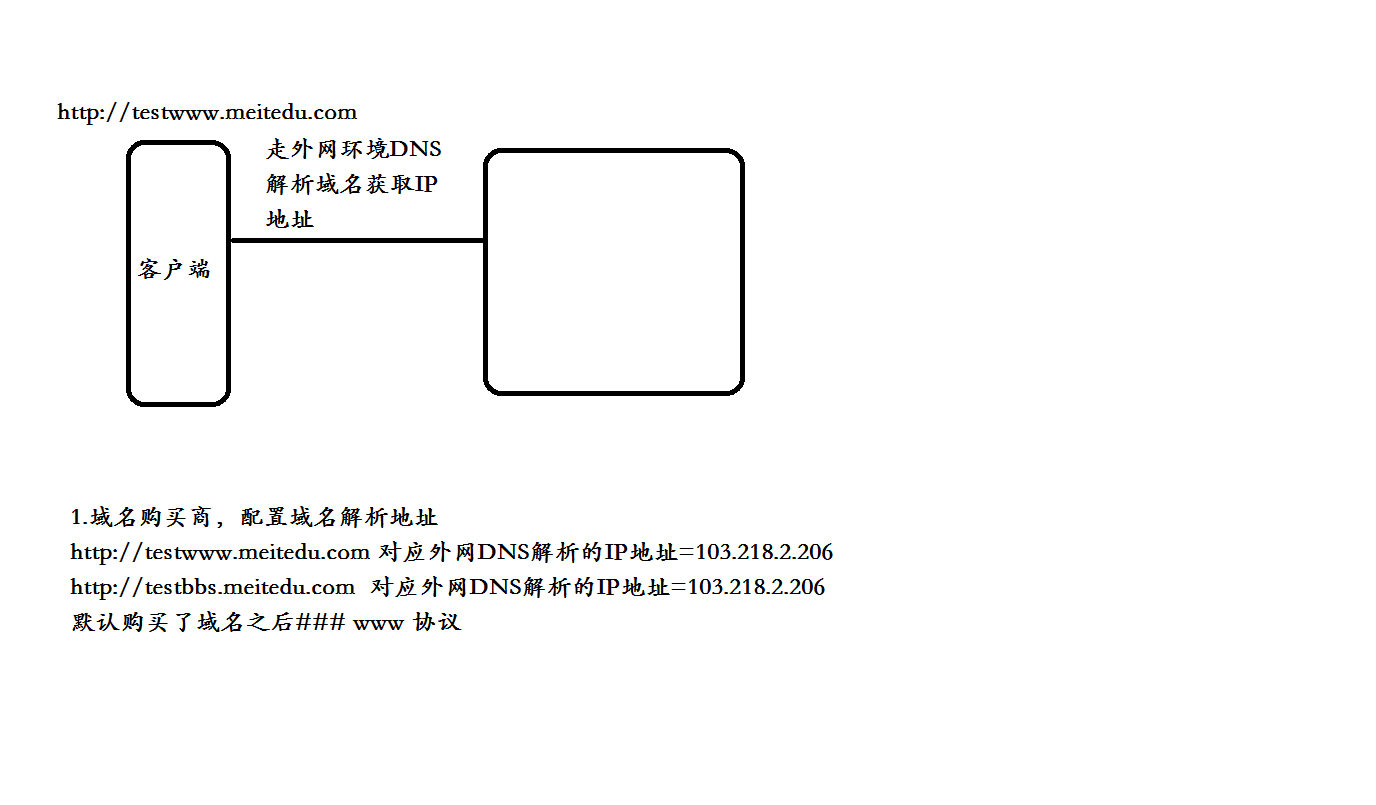 http://testwww.meitedu.com
走外网环境DNS
解析域名获取IP
地址
客户端
1.域名购买商，配置域名解析地址
http://testwww.meitedu.com 对应外网DNS解析的IP地址=103.218.2.206
http://testbbs.meitedu.com 对应外网DNS解析的IP地址=103.218.2.206
默认购买了域名之后### www 协议